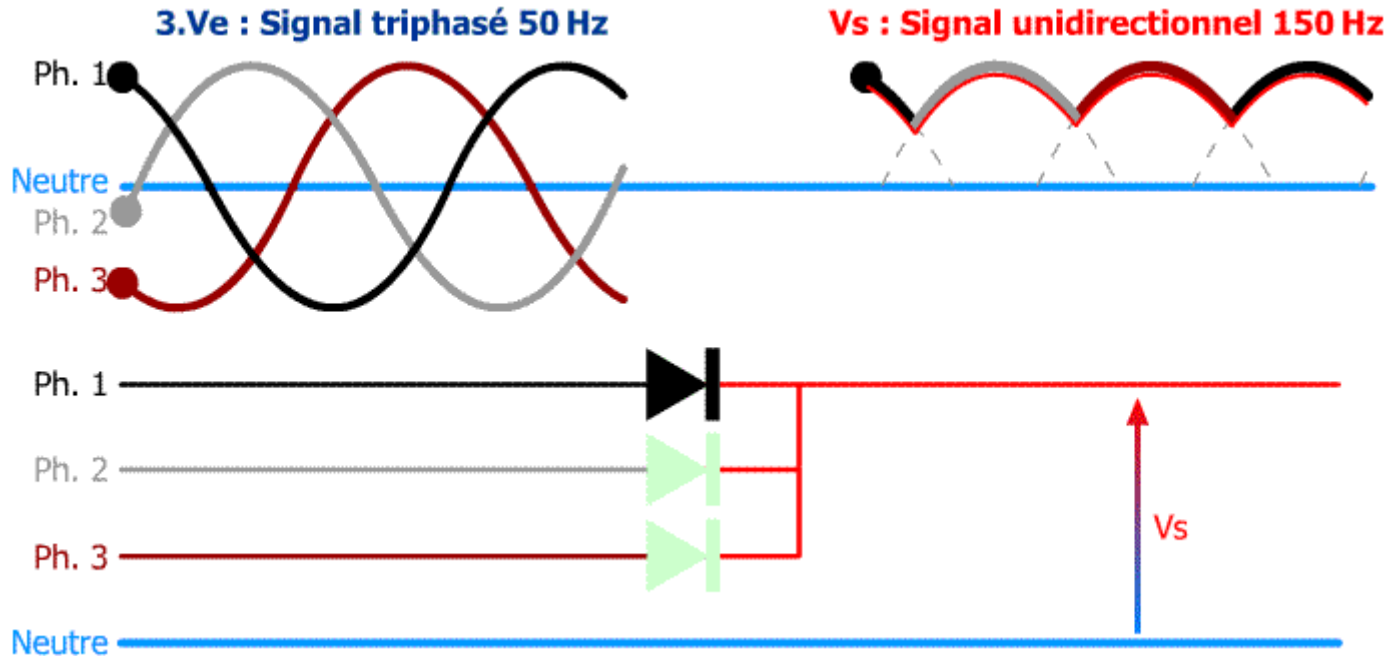 3.Ve : Signal triphasé 50 Hz
Vs : Signal unidirectionnel 150 Hz
Ph. 1
Neutre
Ph. 2
Ph. 3
Ph. 1
Ph. 2
Ph. 3
Vs
Neutre